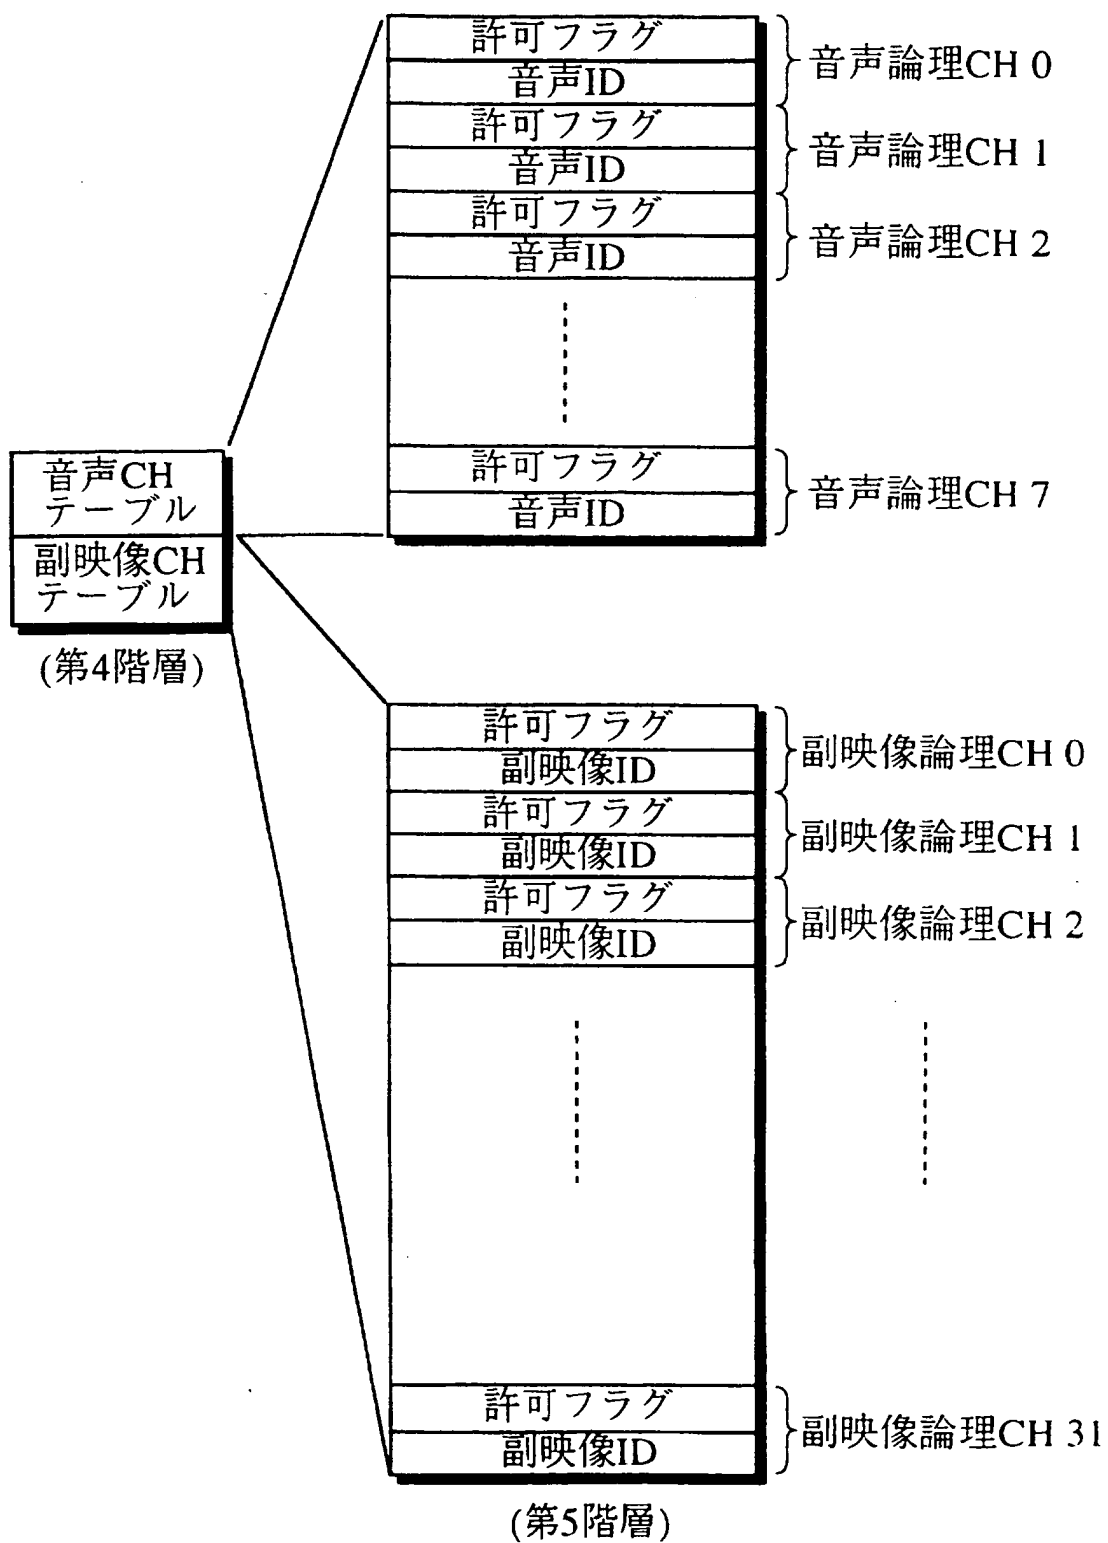 許可フラグ
音声ID
音声論理CH 0
許可フラグ
音声ID
音声論理CH 1
許可フラグ
音声ID
音声論理CH 2
許可フラグ
音声ID
音声論理CH 7
音声CH
テーブル
副映像CH
テーブル
(第4階層)
許可フラグ
副映像ID
副映像論理CH 0
許可フラグ
副映像ID
副映像論理CH 1
許可フラグ
副映像ID
副映像論理CH 2
許可フラグ
副映像ID
副映像論理CH 31
(第5階層)